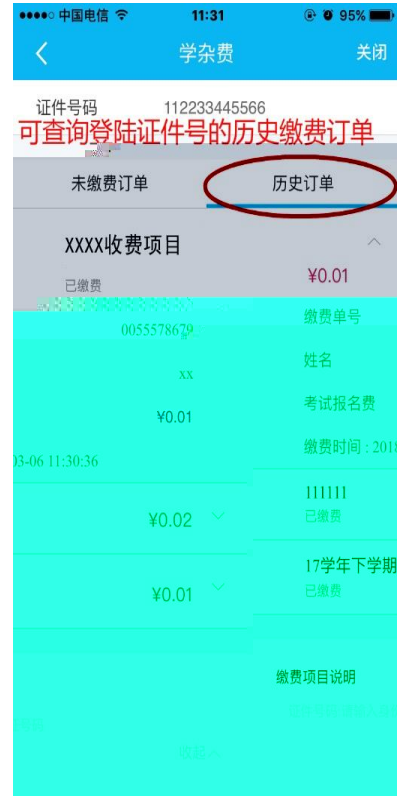 中国电信 11:31 95%
学杂费 关闭
证件号码 112233445566
可查询登陆证件号的历史缴费订单
未缴费订单 历史订单
XXXX收费项目
¥0.01
已缴费
缴费单号
0055578679
姓名
xx
考试报名费
¥0.01
缴费时间 : 201
03-06 11:30:36
111111
¥0.02
已缴费
17学年下学期
¥0.01
已缴费
缴费项目说明
收起